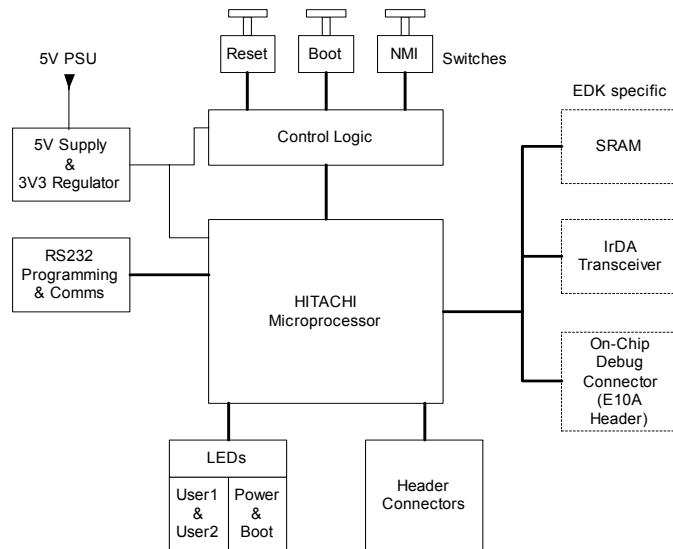 5V PSU
Reset
Boot
NMI
Switches
EDK specific
Control Logic
5V Supply
&
3V3 Regulator
SRAM
RS232
Programming
& Comms
HITACHI
Microprocessor
IrDA
Transceiver
On-Chip
Debug
Connector
(E10A
Header)
LEDs
User1
&
User2
Power
&
Boot
Header
Connectors